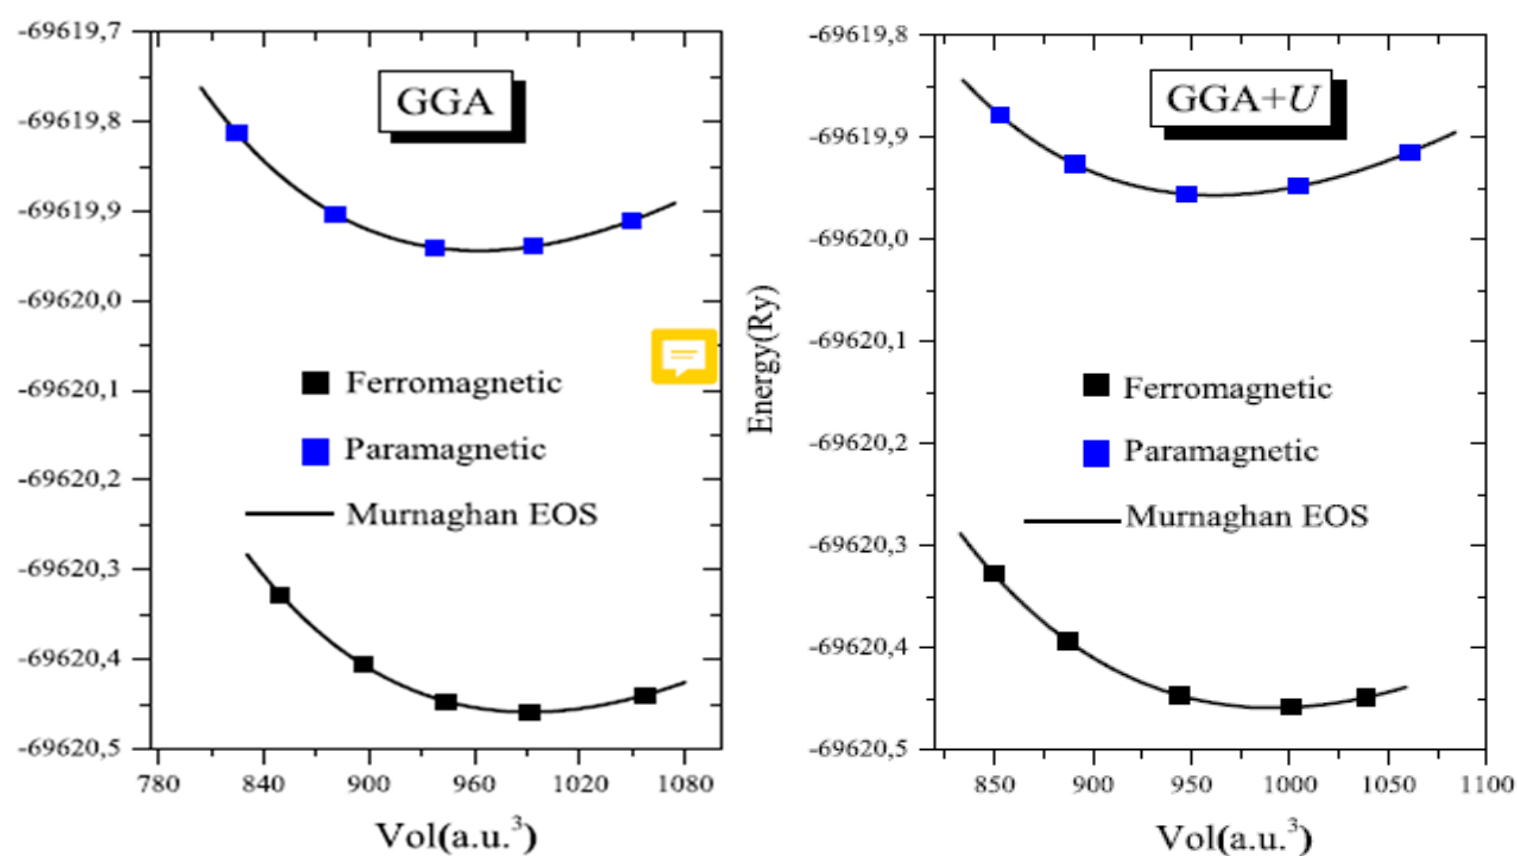 -69619,7
-69619,8
-69619,9
-69620,0
-69620,1
-69620,2
-69620,3
-69620,4
-69620,5
GGA
Ferromagnetic
Paramagnetic
Murnaghan EOS
780 840 900 960 1020 1080
Vol(a.u.³)
Energy(Ry)
-69619,8
-69619,9
-69620,0
-69620,1
-69620,2
-69620,3
-69620,4
-69620,5
GGA+U
Ferromagnetic
Paramagnetic
Murnaghan EOS
850 900 950 1000 1050 1100
Vol(a.u.³)